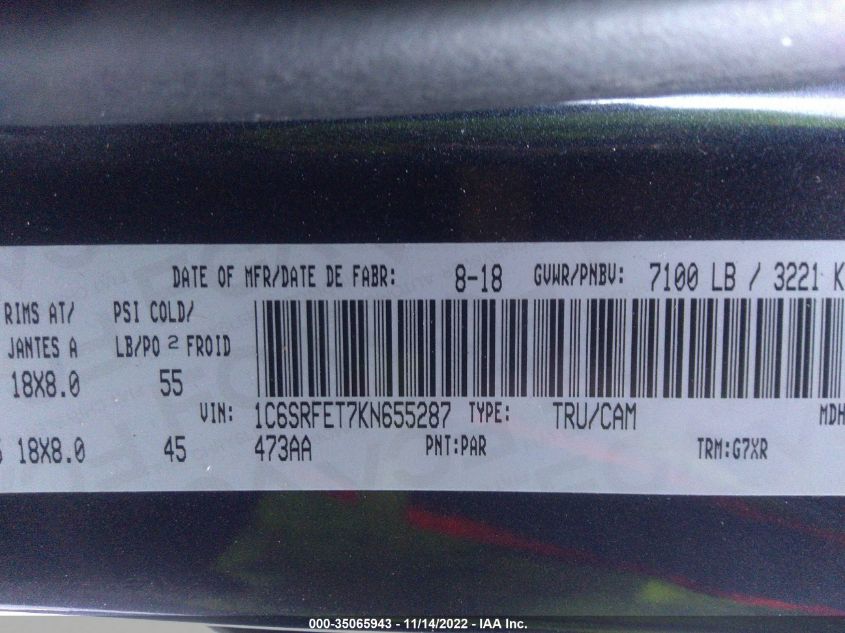 DATE OF MFR/DATE DE FABR: 8-18 GVWR/PNBV: 7100 LB / 3221 K
RIMS AT/ PSI COLD/
JANTES A LB/PO 2 FROID
18X8.0 55
VIN: 1C6SRFET7KN655287 TYPE: TRU/CAM MDH
18X8.0 45 473AA PNT:PAR TRM:G7XR
000-35065943 - 11/14/2022 - IAA Inc.